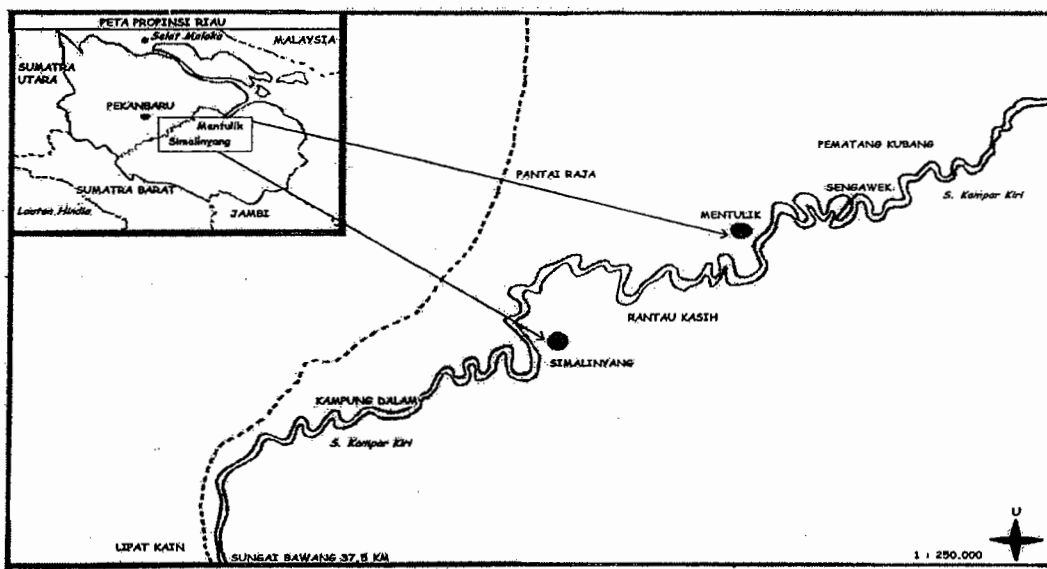 PETA PROPINSI RIAU
Selat Malaka
MALAYSIA
SUMATRA
UTARA
PEKANBARU
Mentulik
Simalinyang
SUMATRA BARAT
Lautan Hindia
JAMBI
PEMATANG KUBANG
PANTAI RAJA
SENGAWEK
S. Kampar Kiri
MENTULIK
RANTAU KASIH
SIMALINYANG
KAMPUNG DALAM
S. Kampar Kiri
U
LIPAT KAIN
SUNGAI BAWANG 37,5 KM
1 : 250.000